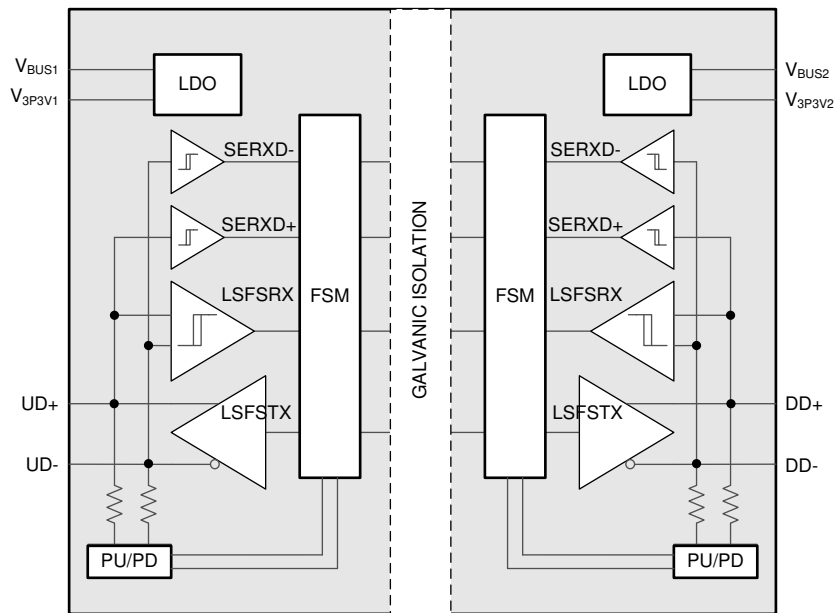 VBUS1
LDO
LDO
VBUS2
V3P3V1
V3P3V2
SERXD-
SERXD-
SERXD+
SERXD+
LSFSRX
FSM
GALVANIC ISOLATION
FSM
LSFSRX
UD+
LSFSTX
LSFSTX
DD+
UD-
DD-
PU/PD
PU/PD